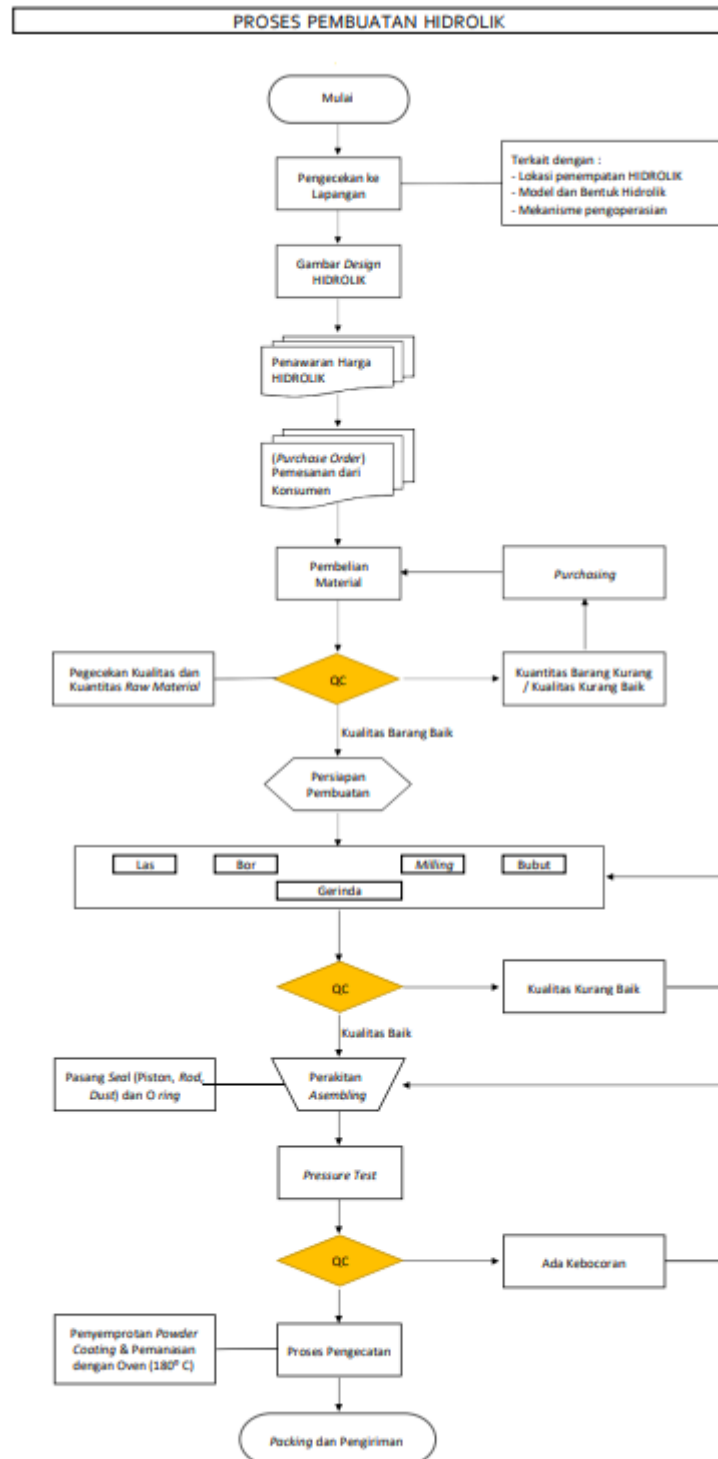 PROSES PEMBUATAN HIDROLIK
Mulai
Pengecekan ke
Lapangan
Terkait dengan :
- Lokasi penempatan HIDROLIK
- Model dan Bentuk Hidrolik
- Mekanisme pengoperasian
Gambar Design
HIDROLIK
Penawaran Harga
HIDROLIK
(Purchase Order)
Pemesanan dari
Konsumen
Pembelian
Material
Purchasing
Pegecekan Kualitas dan
Kuantitas Raw Material
QC
Kuantitas Barang Kurang
/ Kualitas Kurang Baik
Kualitas Barang Baik
Persiapan
Pembuatan
Las
Bor
Milling
Bubut
Gerinda
QC
Kualitas Kurang Baik
Kualitas Baik
Pasang Seal (Piston, Rod,
Dust) dan O ring
Perakitan
Asembling
Pressure Test
QC
Ada Kebocoran
Penyemprotan Powder
Coating & Pemanasan
dengan Oven (180⁰ C)
Proses Pengecatan
Packing dan Pengiriman